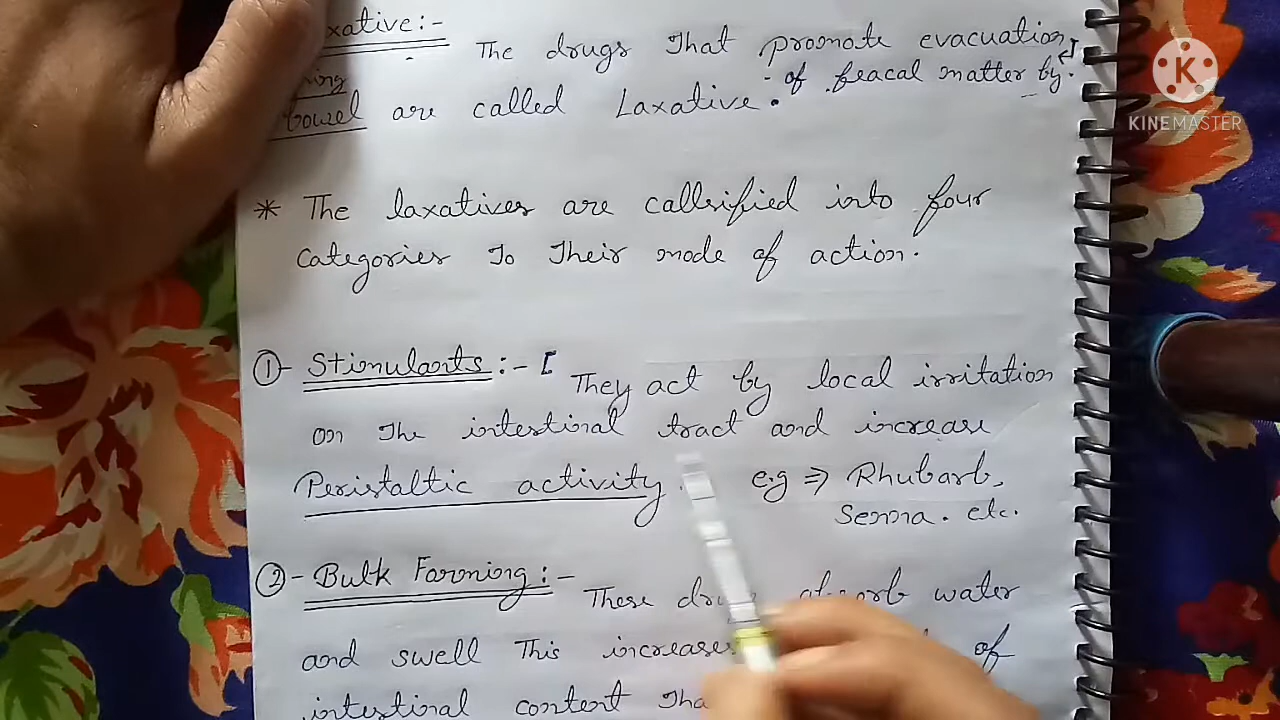 xative:- The drugs that promote evacuation
of feacal matter by.
bowel are called Laxative.
* The laxatives are callsified into four
categories To Their mode of action.
①- Stimulants:- [ They act by local irritation
on the intestinal tract and increase
Peristaltic activity. e.g ⇒ Rhubarb,
Senna. etc.
②- Bulk Forming:- These absorb water
and swell This increases of
intestinal content
K
KINEMASTER